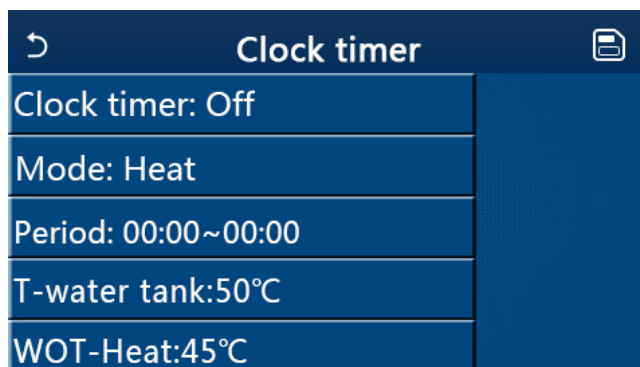 Clock timer
Clock timer: Off
Mode: Heat
Period: 00:00~00:00
T-water tank:50℃
WOT-Heat:45℃